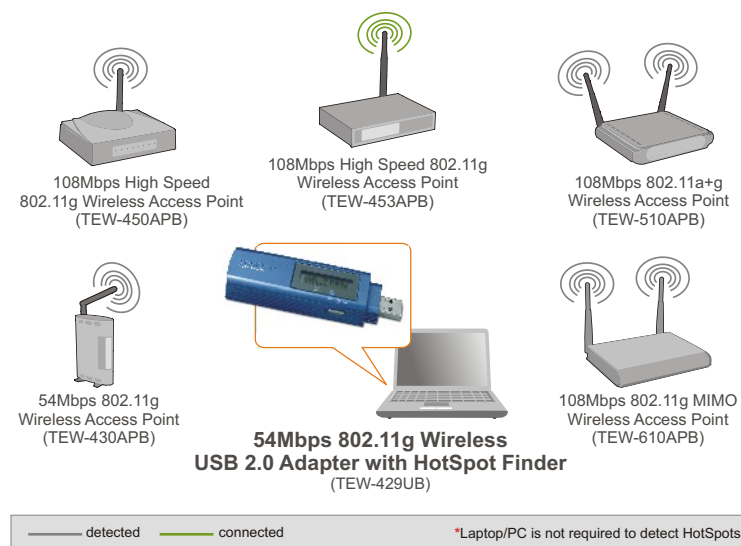 108Mbps High Speed
802.11g Wireless Access Point
(TEW-450APB)
108Mbps High Speed 802.11g
Wireless Access Point
(TEW-453APB)
108Mbps 802.11a+g
Wireless Access Point
(TEW-510APB)
54Mbps 802.11g
Wireless Access Point
(TEW-430APB)
108Mbps 802.11g MIMO
Wireless Access Point
(TEW-610APB)
54Mbps 802.11g Wireless
USB 2.0 Adapter with HotSpot Finder
(TEW-429UB)
detected
connected
*Laptop/PC is not required to detect HotSpots